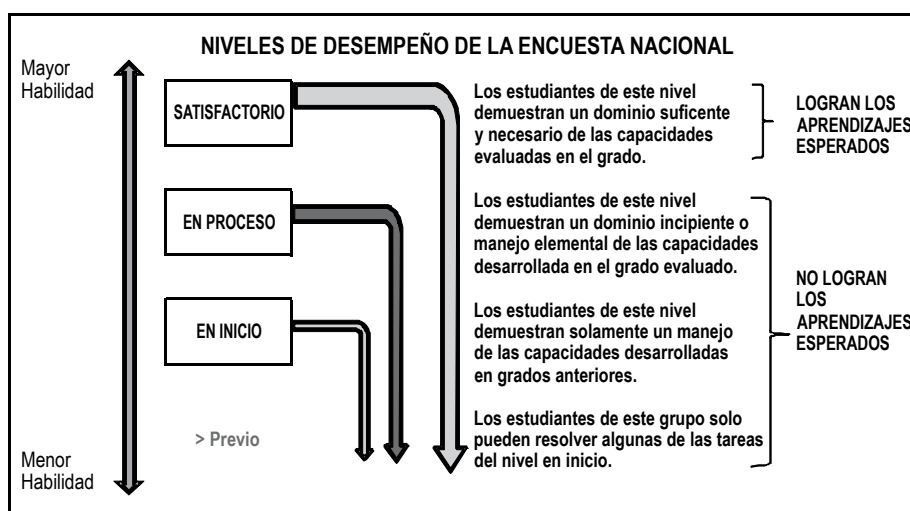 NIVELES DE DESEMPEÑO DE LA ENCUESTA NACIONAL
Mayor
Habilidad
SATISFACTORIO
Los estudiantes de este nivel
demuestran un dominio suficente
y necesario de las capacidades
evaluadas en el grado.
LOGRAN LOS
APRENDIZAJES
ESPERADOS
EN PROCESO
Los estudiantes de este nivel
demuestran un dominio incipiente o
manejo elemental de las capacidades
desarrollada en el grado evaluado.
EN INICIO
Los estudiantes de este nivel
demuestran solamente un manejo
de las capacidades desarrolladas
en grados anteriores.
NO LOGRAN
LOS
APRENDIZAJES
ESPERADOS
> Previo
Los estudiantes de este grupo solo
pueden resolver algunas de las tareas
del nivel en inicio.
Menor
Habilidad